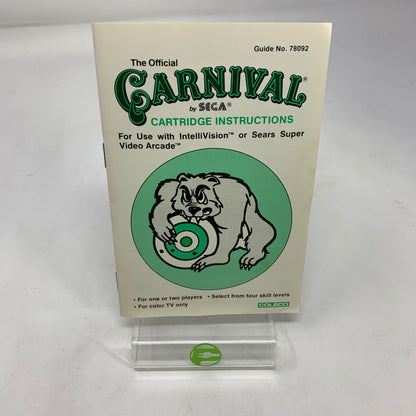 Guide No. 78092
The Official
CARNIVAL®
by SEGA®
CARTRIDGE INSTRUCTIONS
For Use with IntelliVision™ or Sears Super
Video Arcade™
• For one or two players • Select from four skill levels
• For color TV only
COLECO